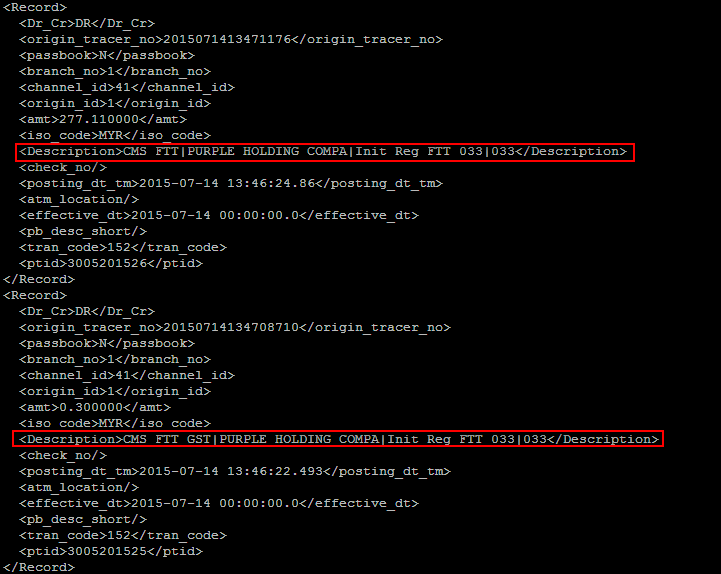 <Record>
<Dr_Cr>DR</Dr_Cr>
<origin_tracer_no>2015071413471176</origin_tracer_no>
<passbook>N</passbook>
<branch_no>1</branch_no>
<channel_id>41</channel_id>
<origin_id>1</origin_id>
<amt>277.110000</amt>
<iso_code>MYR</iso_code>
<Description>CMS FTT|PURPLE HOLDING COMPA|Init Reg FTT 033|033</Description>
<check_no/>
<posting_dt_tm>2015-07-14 13:46:24.86</posting_dt_tm>
<atm_location/>
<effective_dt>2015-07-14 00:00:00.0</effective_dt>
<pb_desc_short/>
<tran_code>152</tran_code>
<ptid>3005201526</ptid>
</Record>
<Record>
<Dr_Cr>DR</Dr_Cr>
<origin_tracer_no>20150714134708710</origin_tracer_no>
<passbook>N</passbook>
<branch_no>1</branch_no>
<channel_id>41</channel_id>
<origin_id>1</origin_id>
<amt>0.300000</amt>
<iso_code>MYR</iso_code>
<Description>CMS FTT GST|PURPLE HOLDING COMPA|Init Reg FTT 033|033</Description>
<check_no/>
<posting_dt_tm>2015-07-14 13:46:22.493</posting_dt_tm>
<atm_location/>
<effective_dt>2015-07-14 00:00:00.0</effective_dt>
<pb_desc_short/>
<tran_code>152</tran_code>
<ptid>3005201525</ptid>
</Record>